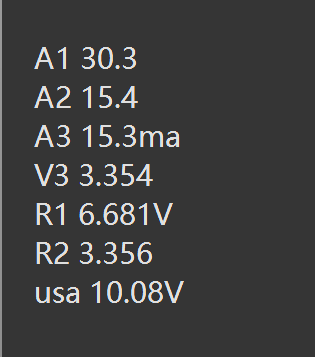 A1 30.3
A2 15.4
A3 15.3ma
V3 3.354
R1 6.681V
R2 3.356
usa 10.08V